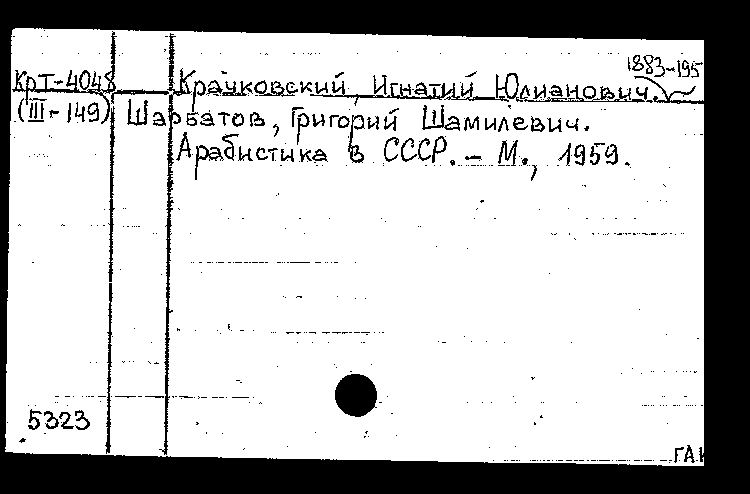 1883-195
КрТ-4048 Крачковский, Игнатий Юлианович.
(III-149) Шарбатов, Григорий Шамилевич.
Арабистика в СССР. - М., 1959.
5323
ГА